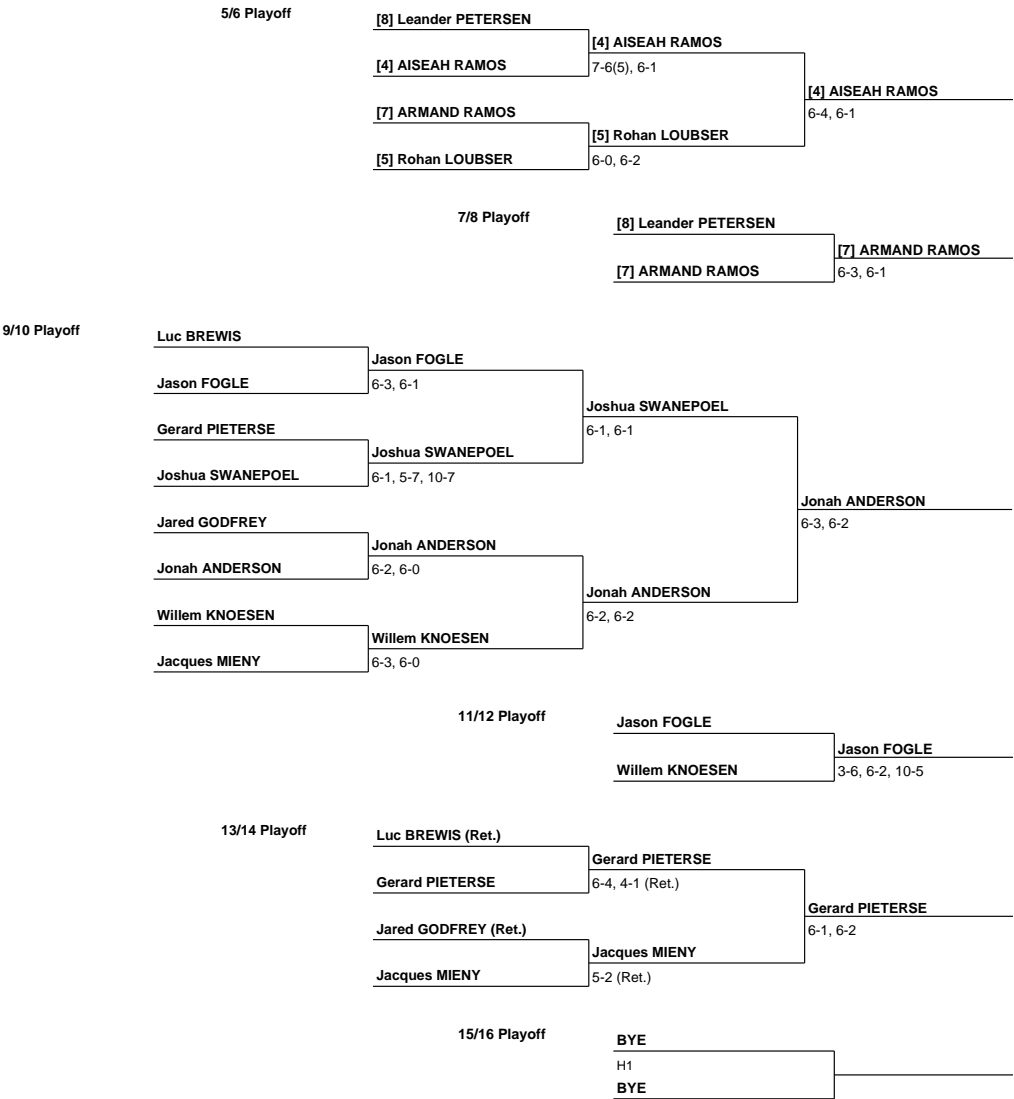 5/6 Playoff
[8] Leander PETERSEN
[4] AISEAH RAMOS
[4] AISEAH RAMOS
7-6(5), 6-1
[4] AISEAH RAMOS
6-4, 6-1
[7] ARMAND RAMOS
[5] Rohan LOUBSER
[5] Rohan LOUBSER
6-0, 6-2
7/8 Playoff
[8] Leander PETERSEN
[7] ARMAND RAMOS
[7] ARMAND RAMOS
6-3, 6-1
9/10 Playoff
Luc BREWIS
Jason FOGLE
Jason FOGLE
6-3, 6-1
Joshua SWANEPOEL
6-1, 6-1
Gerard PIETERSE
Joshua SWANEPOEL
Joshua SWANEPOEL
6-1, 5-7, 10-7
Jonah ANDERSON
6-3, 6-2
Jared GODFREY
Jonah ANDERSON
Jonah ANDERSON
6-2, 6-0
Jonah ANDERSON
6-2, 6-2
Willem KNOESEN
Willem KNOESEN
Jacques MIENY
6-3, 6-0
11/12 Playoff
Jason FOGLE
Jason FOGLE
Willem KNOESEN
3-6, 6-2, 10-5
13/14 Playoff
Luc BREWIS (Ret.)
Gerard PIETERSE
Gerard PIETERSE
6-4, 4-1 (Ret.)
Gerard PIETERSE
6-1, 6-2
Jared GODFREY (Ret.)
Jacques MIENY
Jacques MIENY
5-2 (Ret.)
15/16 Playoff
BYE
H1
BYE